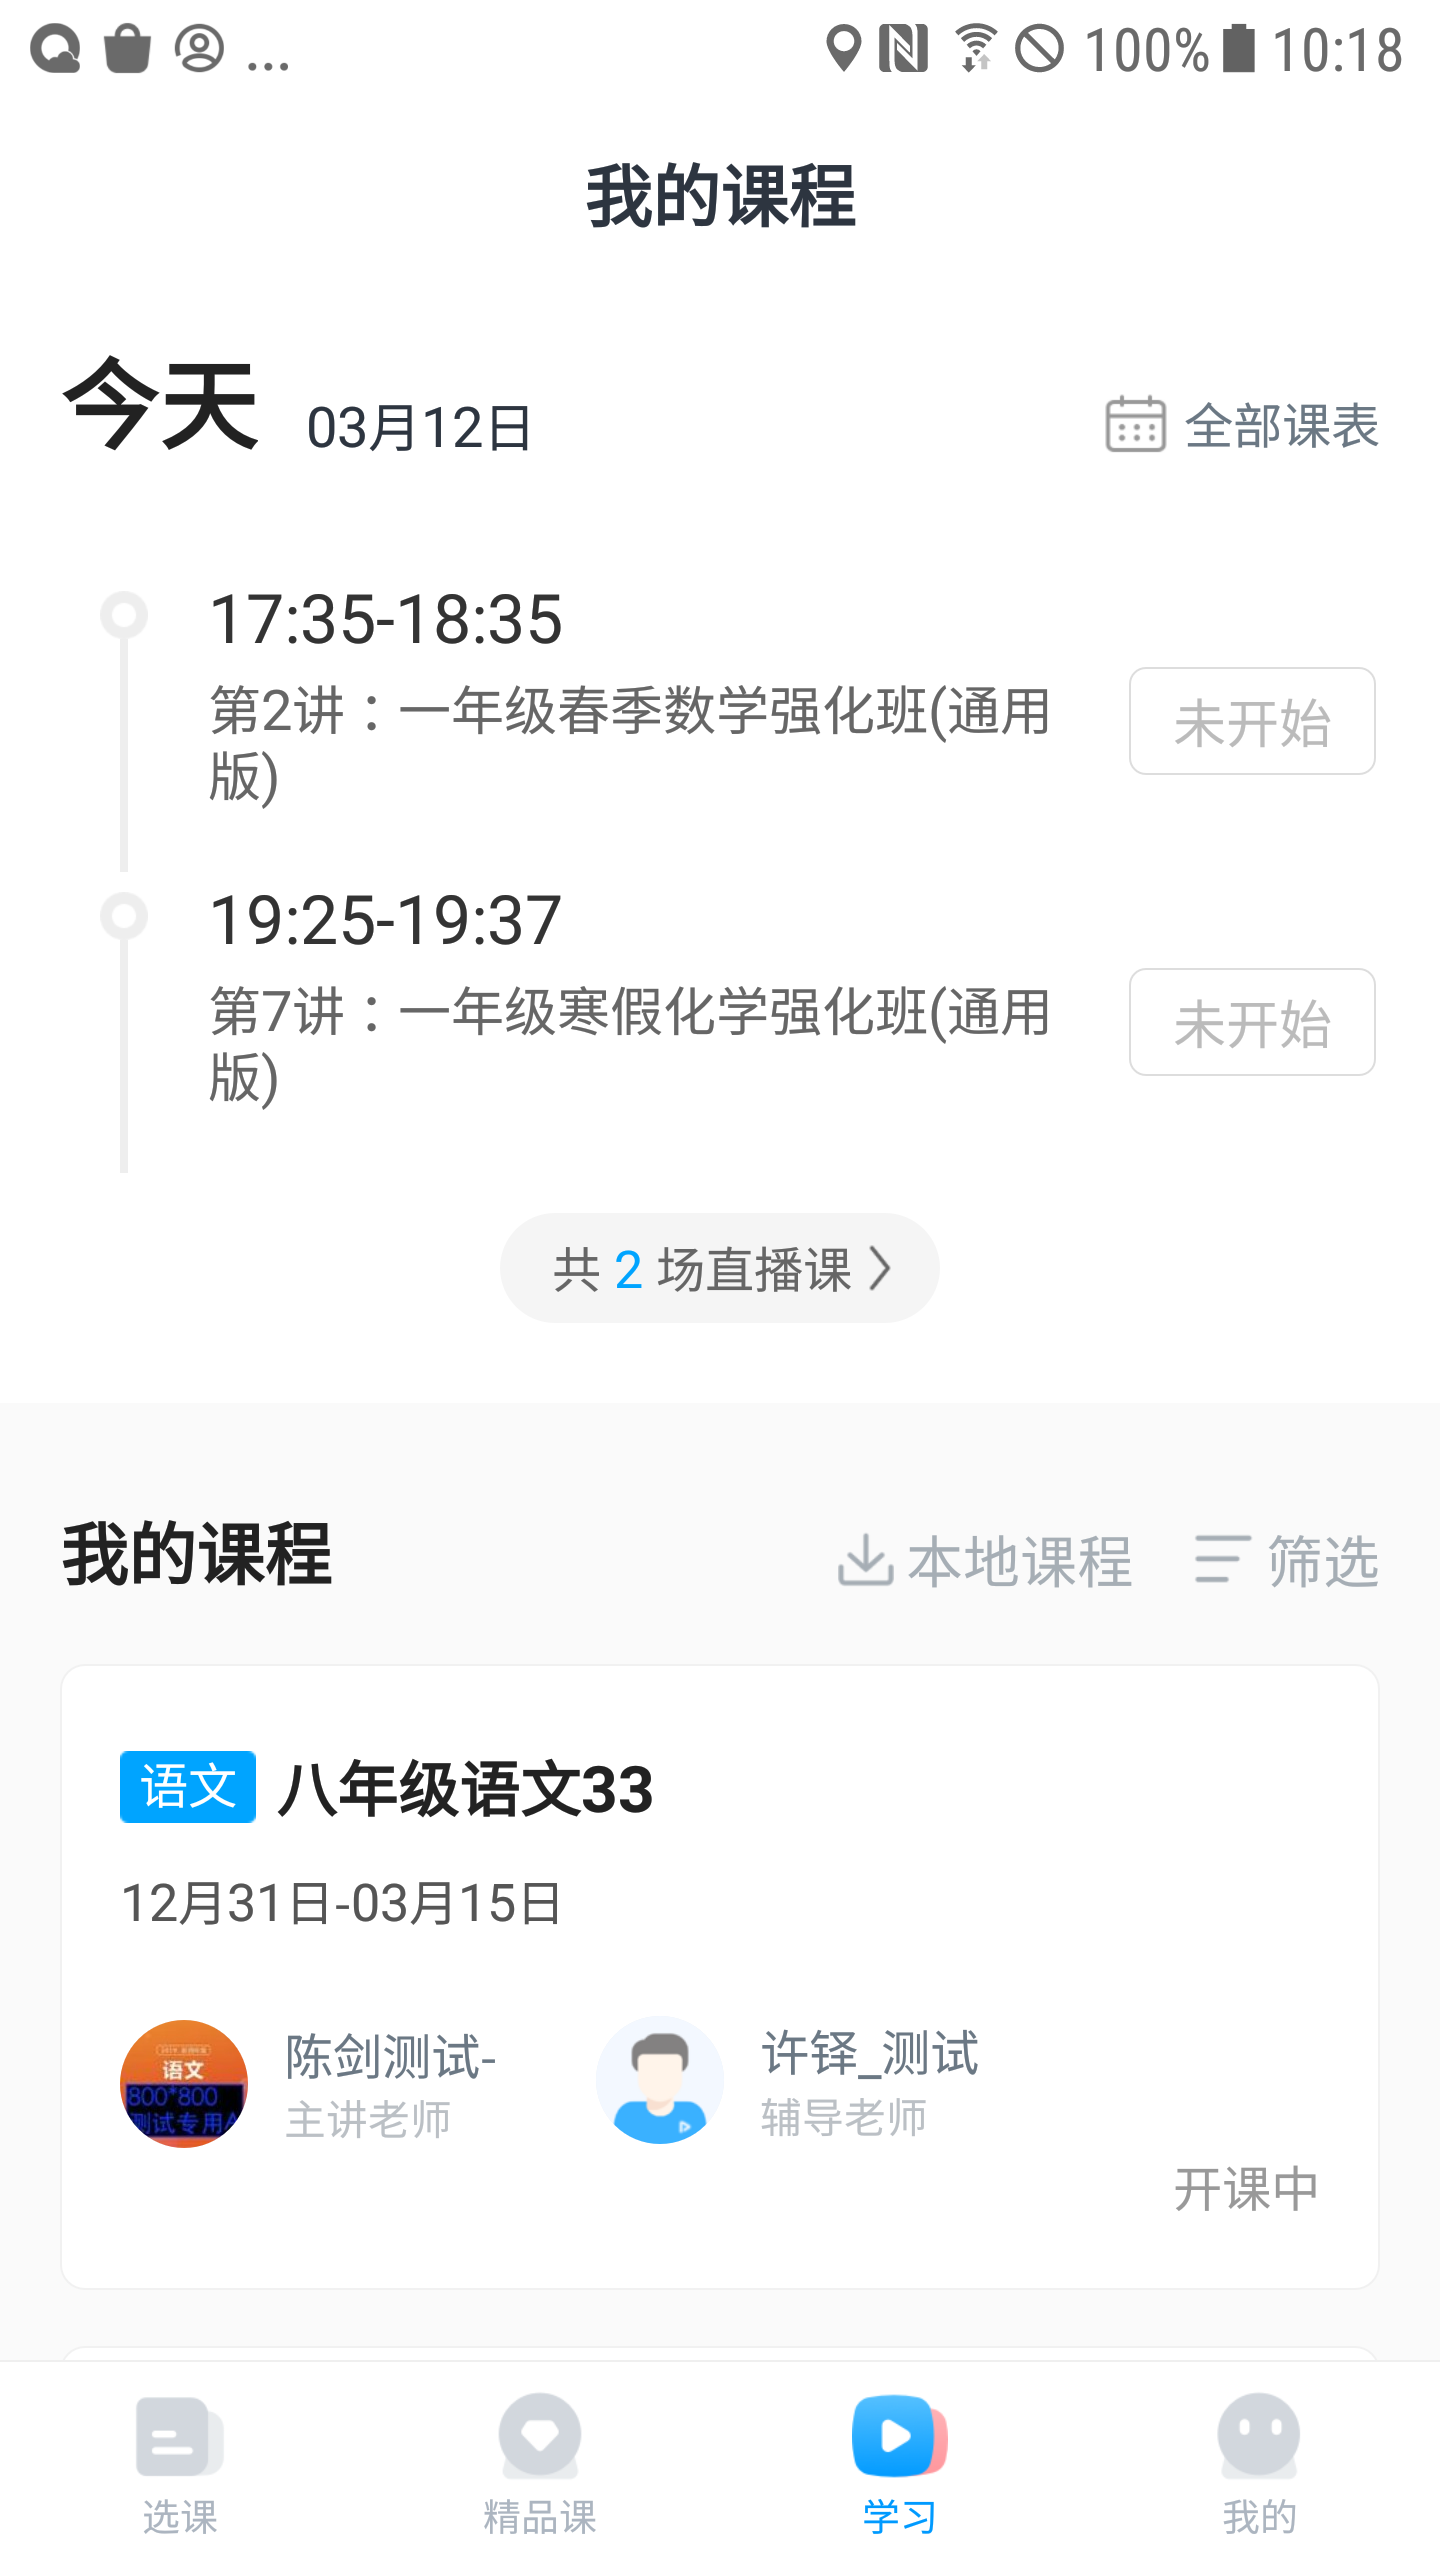 ... 100% 10:18
我的课程
今天 03月12日 全部课表
17:35-18:35
第2讲：一年级春季数学强化班(通用
版)
未开始
19:25-19:37
第7讲：一年级寒假化学强化班(通用
版)
未开始
共 2 场直播课
我的课程 本地课程 筛选
语文 八年级语文33
12月31日-03月15日
语文
800*800
测试专用A
陈剑测试-
主讲老师
许铎_测试
辅导老师
开课中
选课 精品课 学习 我的